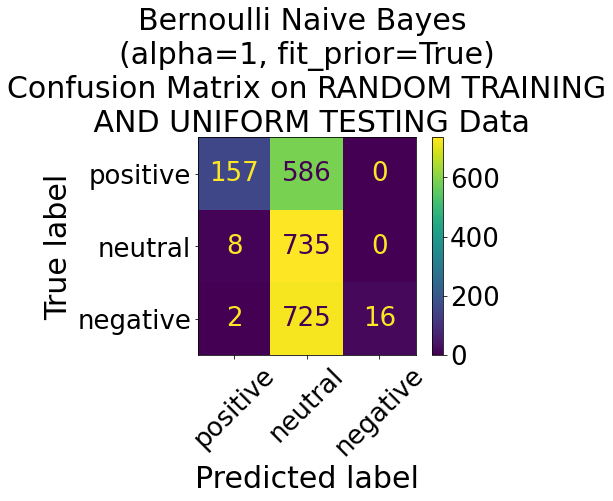 Bernoulli Naive Bayes
(alpha=1, fit_prior=True)
Confusion Matrix on RANDOM TRAINING
AND UNIFORM TESTING Data
True label
positive 157 586 0
neutral 8 735 0
negative 2 725 16
600
400
200
0
positive neutral negative
Predicted label